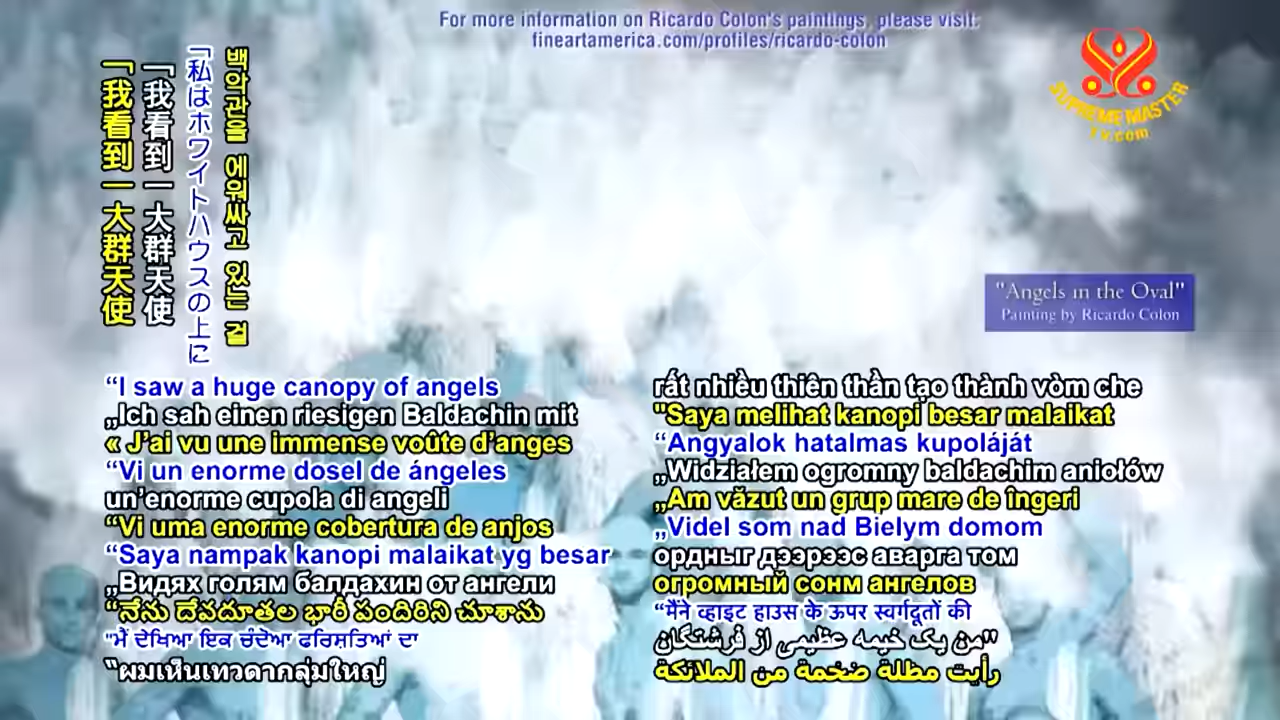 For more information on Ricardo Colon's paintings, please visit:
fineartamerica.com/profiles/ricardo-colon
SUPREME MASTER
TV.com
「我看到一大群天使
「我看到一大群天使
「私はホワイトハウスの上に
백악관을 에워싸고 있는 걸
"Angels in the Oval"
Painting by Ricardo Colon
“I saw a huge canopy of angels
„Ich sah einen riesigen Baldachin mit
« J’ai vu une immense voûte d’anges
“Vi un enorme dosel de ángeles
un’enorme cupola di angeli
“Vi uma enorme cobertura de anjos
“Saya nampak kanopi malaikat yg besar
„Видях голям балдахин от ангели
“నేను దేవదూతల భారీ పందిరిని చూశాను
"ਮੈਂ ਦੇਖਿਆ ਇਕ ਚੰਦੋਆ ਫਰਿਸ਼ਤਿਆਂ ਦਾ
“ผมเห็นเทวดากลุ่มใหญ่
rất nhiều thiên thần tạo thành vòm che
"Saya melihat kanopi besar malaikat
“Angyalok hatalmas kupoláját
„Widziałem ogromny baldachim aniołów
„Am văzut un grup mare de îngeri
„Videl som nad Bielym domom
ордныг дээрээс аварга том
огромный сонм ангелов
“मैंने व्हाइट हाउस के ऊपर स्वर्गदूतों की
"من یک خیمه عظیمی از فرشتگان
رأيت مظلة ضخمة من الملائكة